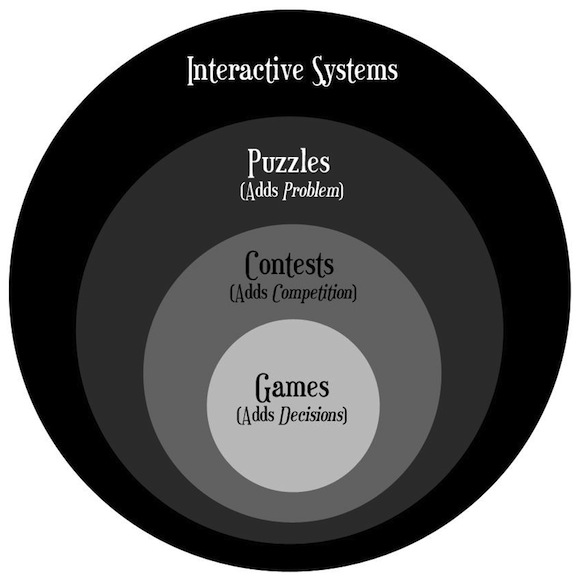 Interactive Systems
Puzzles
(Adds Problem)
Contests
(Adds Competition)
Games
(Adds Decisions)